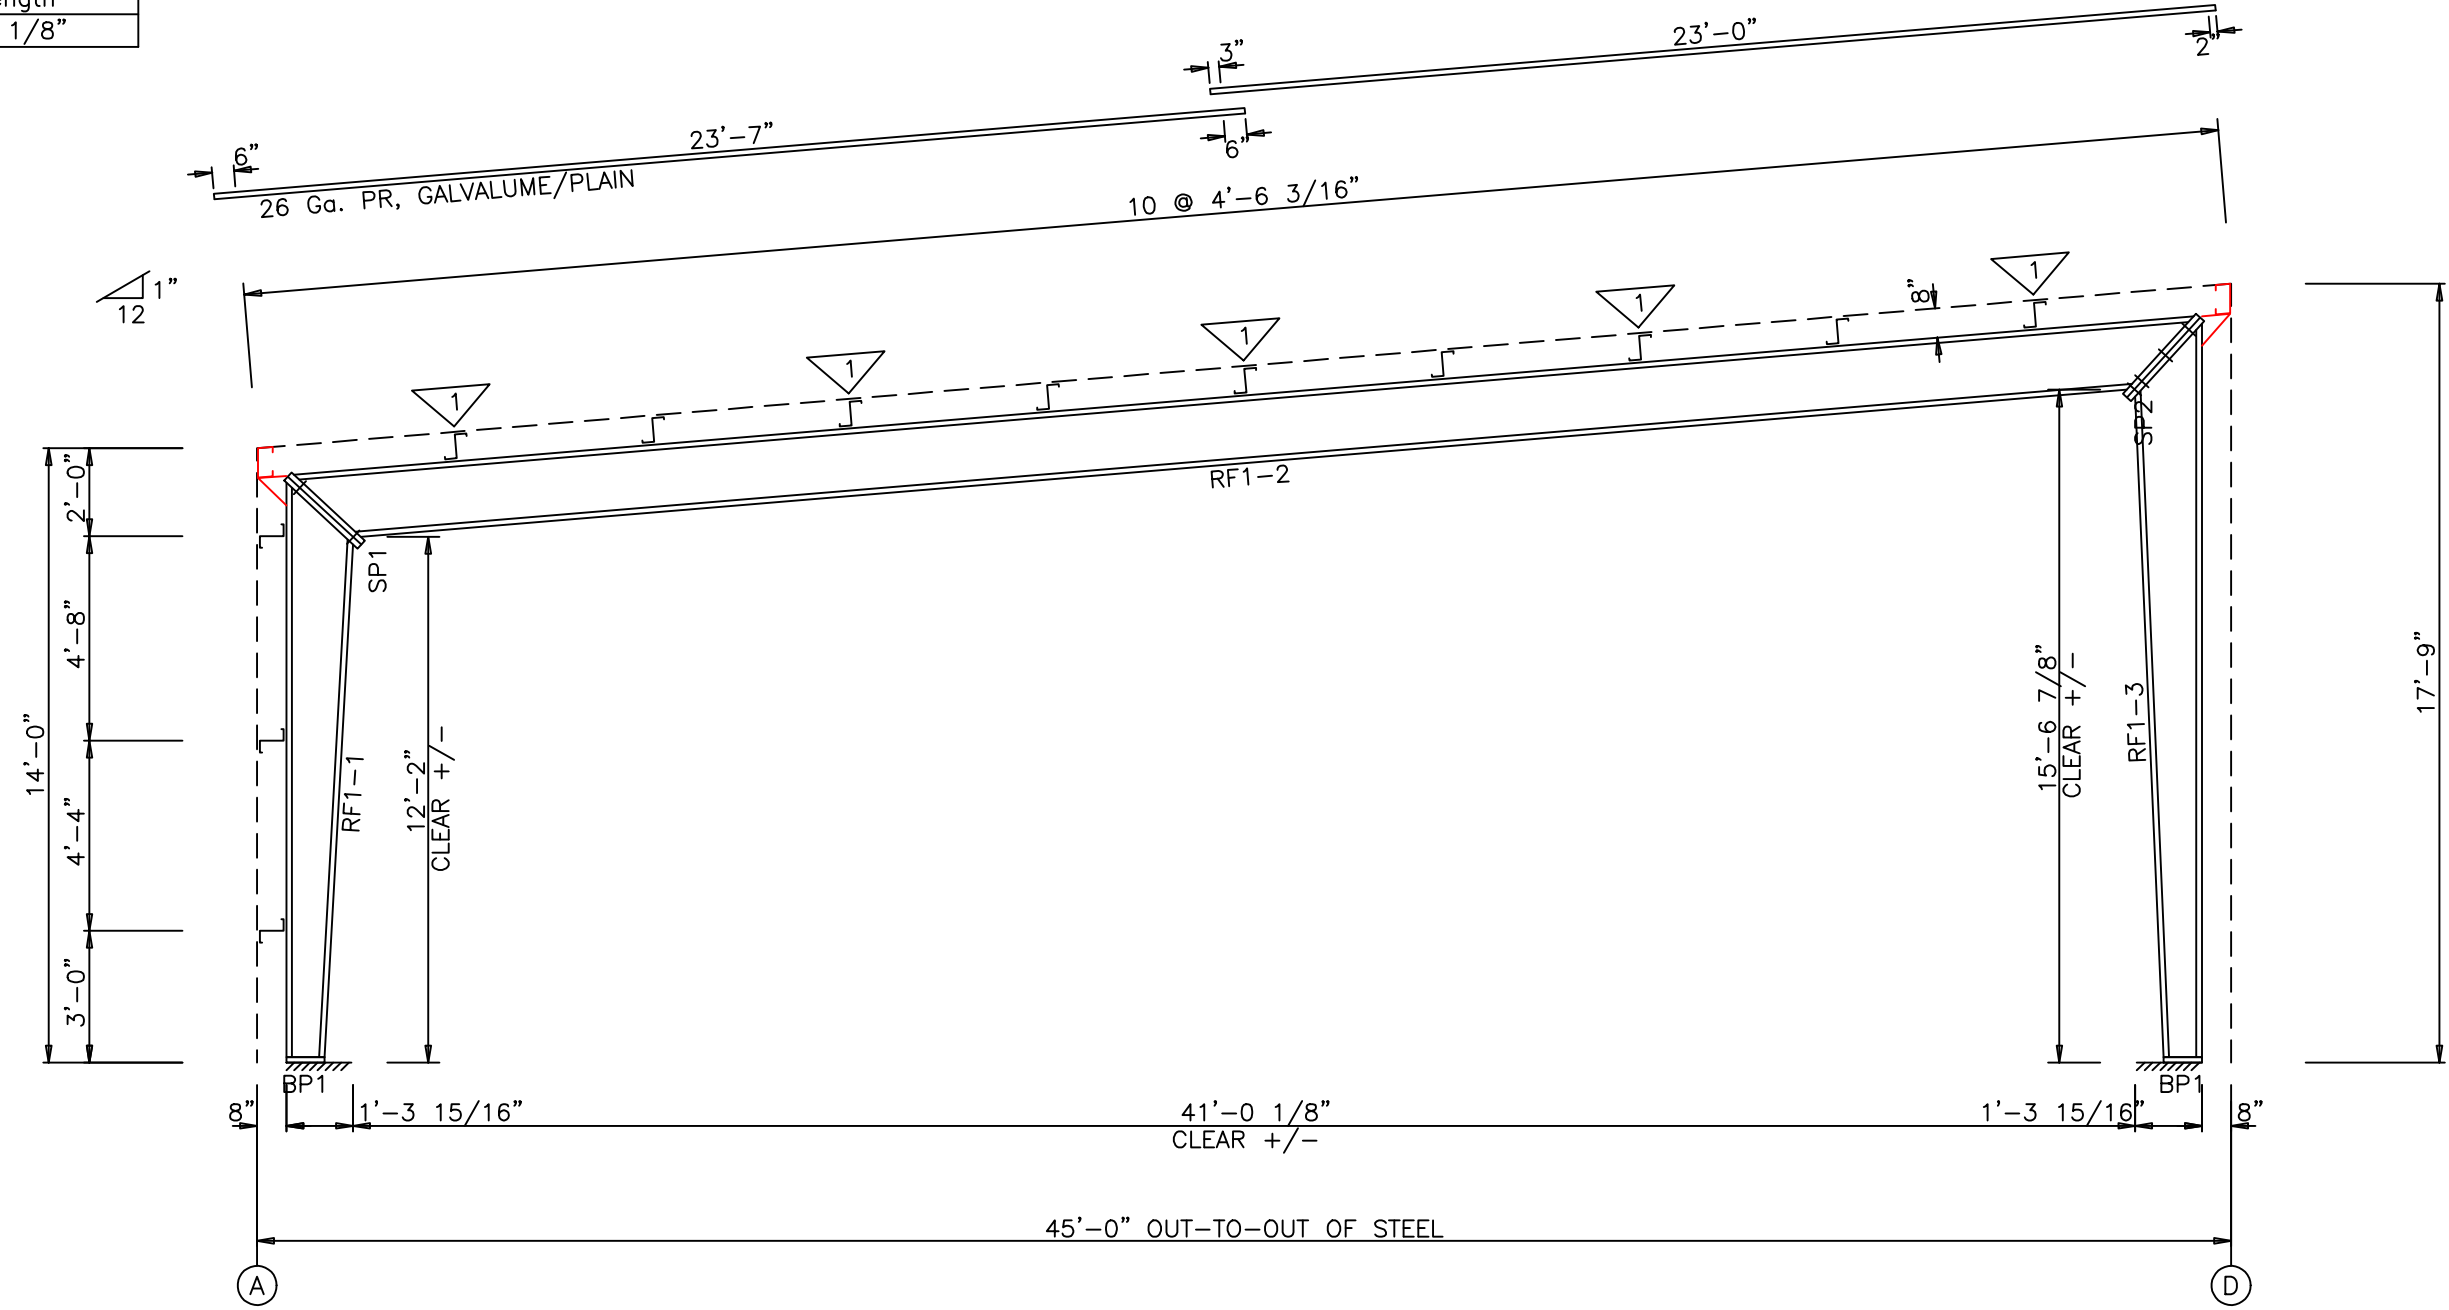 1/8"
23'-0"
3"
2"
23'-7"
6"
6"
26 Ga. PR, GALVALUME/PLAIN
10 @ 4'-6 3/16"
1"
12
1
1
1
1
1
8"
2'-0"
4'-8"
4'-4"
3'-0"
14'-0"
SP1
RF1-1
12'-2"
CLEAR +/-
RF1-2
SP2
RF1-3
15'-6 7/8"
CLEAR +/-
17'-9"
BP1
BP1
8"
1'-3 15/16"
41'-0 1/8"
CLEAR +/-
1'-3 15/16"
8"
45'-0" OUT-TO-OUT OF STEEL
A
D